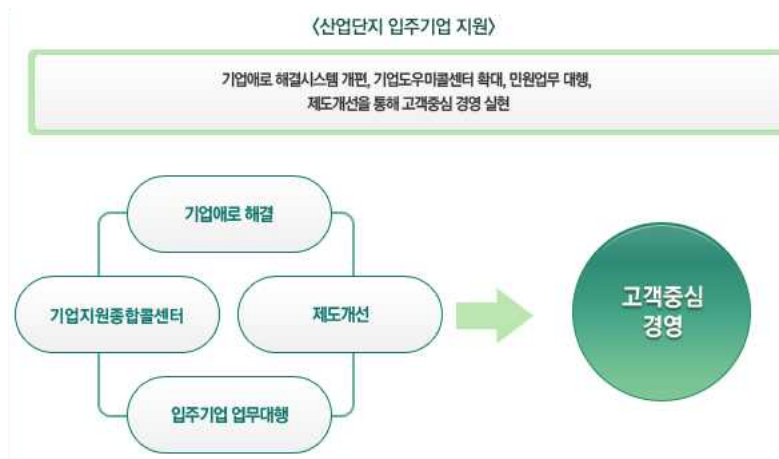 〈산업단지 입주기업 지원〉
기업애로 해결시스템 개편, 기업도우미콜센터 확대, 민원업무 대행,
제도개선을 통해 고객중심 경영 실현
기업애로 해결
기업지원종합콜센터
제도개선
입주기업 업무대행
고객중심
경영